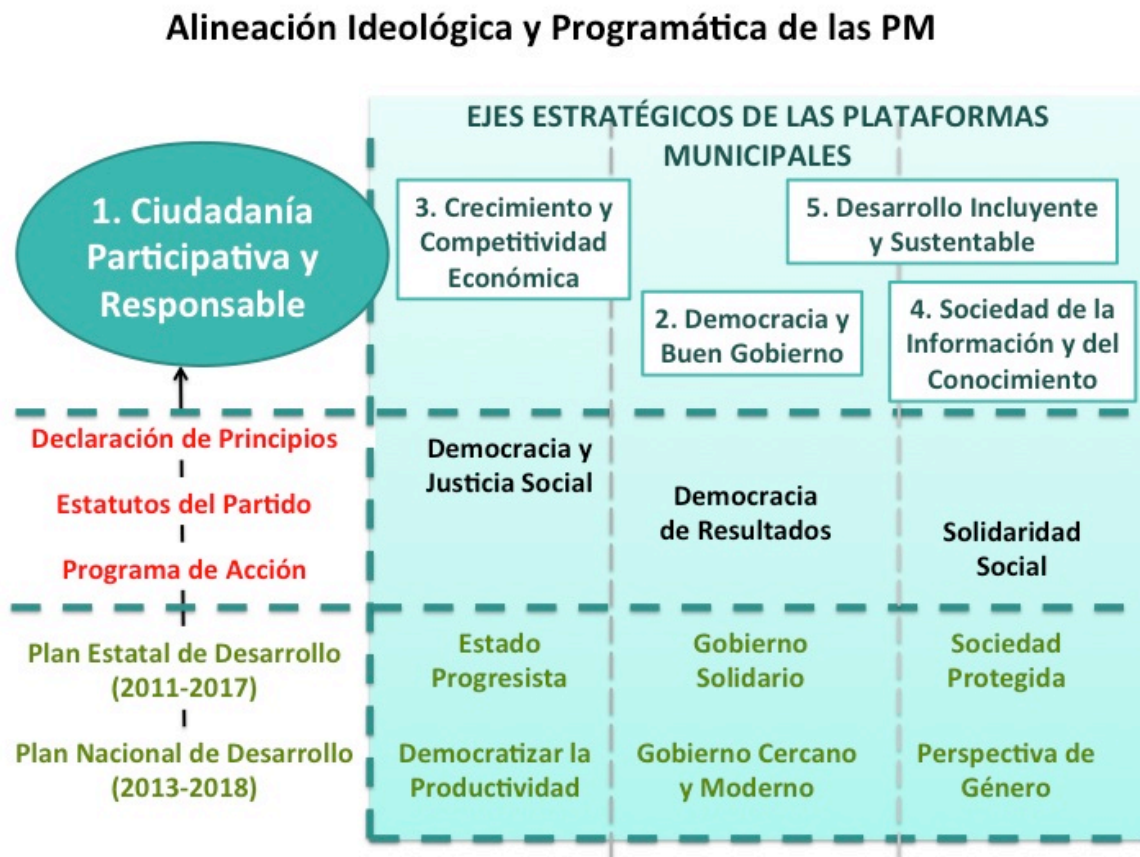 Alineación Ideológica y Programática de las PM
EJES ESTRATÉGICOS DE LAS PLATAFORMAS
MUNICIPALES
1. Ciudadanía
Participativa y
Responsable
3. Crecimiento y
Competitividad
Económica
5. Desarrollo Incluyente
y Sustentable
2. Democracia y
Buen Gobierno
4. Sociedad de la
Información y del
Conocimiento
Declaración de Principios
Estatutos del Partido
Programa de Acción
Democracia y
Justicia Social
Democracia
de Resultados
Solidaridad
Social
Plan Estatal de Desarrollo
(2011-2017)
Estado
Progresista
Gobierno
Solidario
Sociedad
Protegida
Plan Nacional de Desarrollo
(2013-2018)
Democratizar la
Productividad
Gobierno Cercano
y Moderno
Perspectiva de
Género